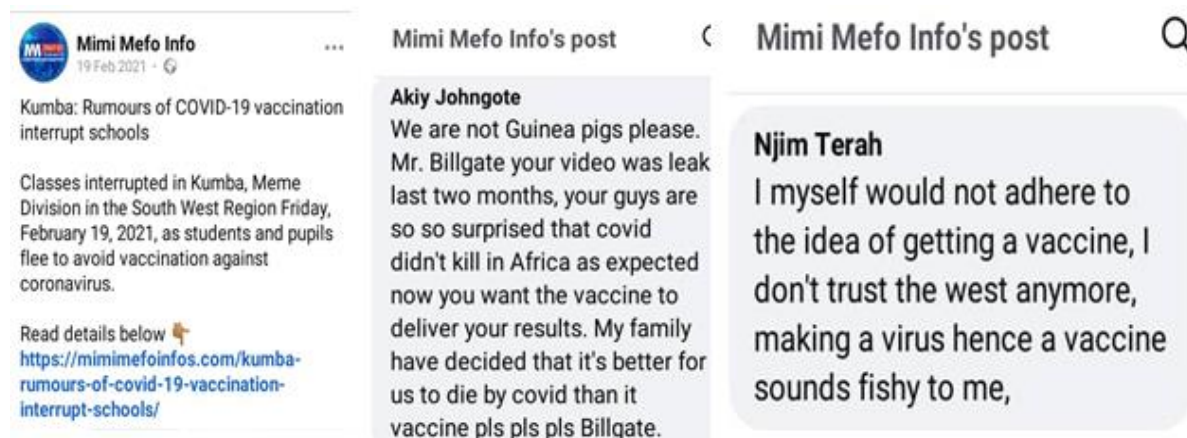 Mimi Mefo Info
19 Feb 2021
Kumba: Rumours of COVID-19 vaccination
interrupt schools
Classes interrupted in Kumba, Meme
Division in the South West Region Friday,
February 19, 2021, as students and pupils
flee to avoid vaccination against
coronavirus.
Read details below
https://mimimefoinfos.com/kumba-
rumours-of-covid-19-vaccination-
interrupt-schools/
Mimi Mefo Info's post
Akiy Johngote
We are not Guinea pigs please.
Mr. Billgate your video was leak
last two months, your guys are
so so surprised that covid
didn't kill in Africa as expected
now you want the vaccine to
deliver your results. My family
have decided that it's better for
us to die by covid than it
vaccine pls pls pls Billgate.
Mimi Mefo Info's post
Njim Terah
I myself would not adhere to
the idea of getting a vaccine, I
don't trust the west anymore,
making a virus hence a vaccine
sounds fishy to me,